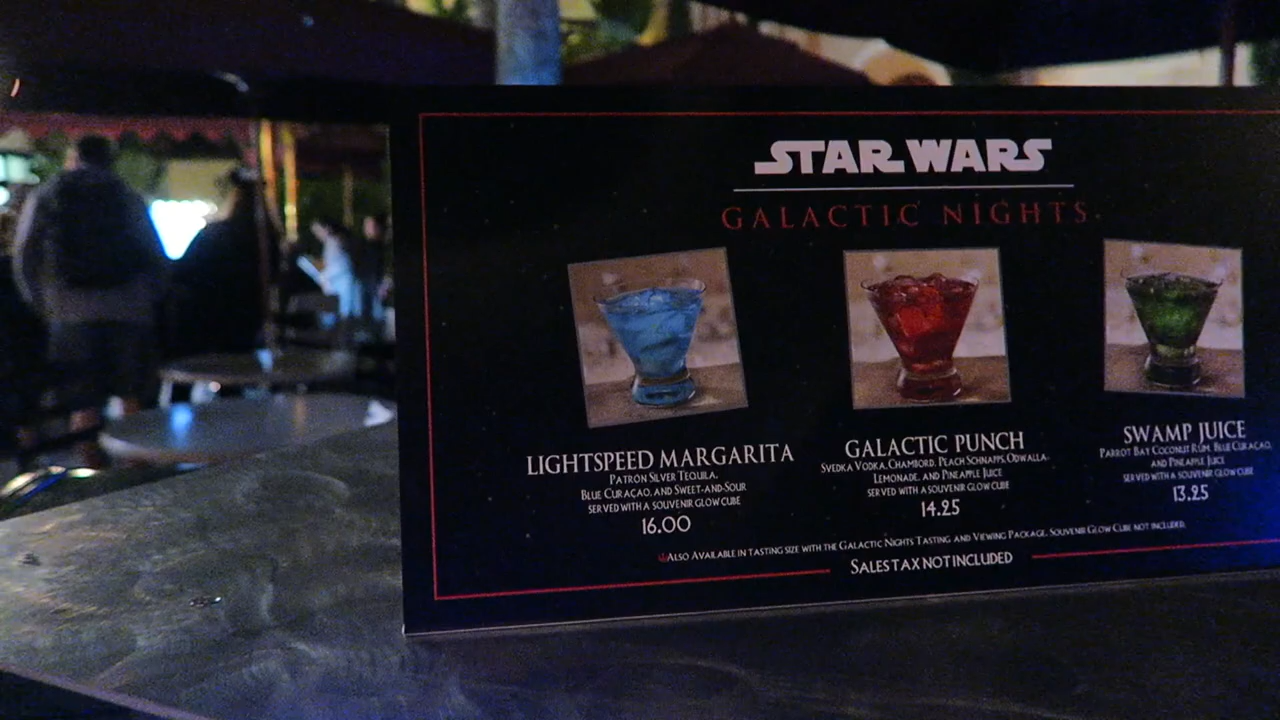 STAR WARS
GALACTIC NIGHTS
LIGHTSPEED MARGARITA
PATRON SILVER TEQUILA,
BLUE CURAÇAO, AND SWEET-AND-SOUR
SERVED WITH A SOUVENIR GLOW CUBE
16.00
GALACTIC PUNCH
SVEDKA VODKA, CHAMBORD, PEACH SCHNAPPS, ODWALLA
LEMONADE, AND PINEAPPLE JUICE
SERVED WITH A SOUVENIR GLOW CUBE
14.25
SWAMP JUICE
PARROT BAY COCONUT RUM, BLUE CURAÇAO,
AND PINEAPPLE JUICE
SERVED WITH A SOUVENIR GLOW CUBE
13.25
ALSO AVAILABLE IN TASTING SIZE WITH THE GALACTIC NIGHTS TASTING AND VIEWING PACKAGE. SOUVENIR GLOW CUBE NOT INCLUDED.
SALES TAX NOT INCLUDED